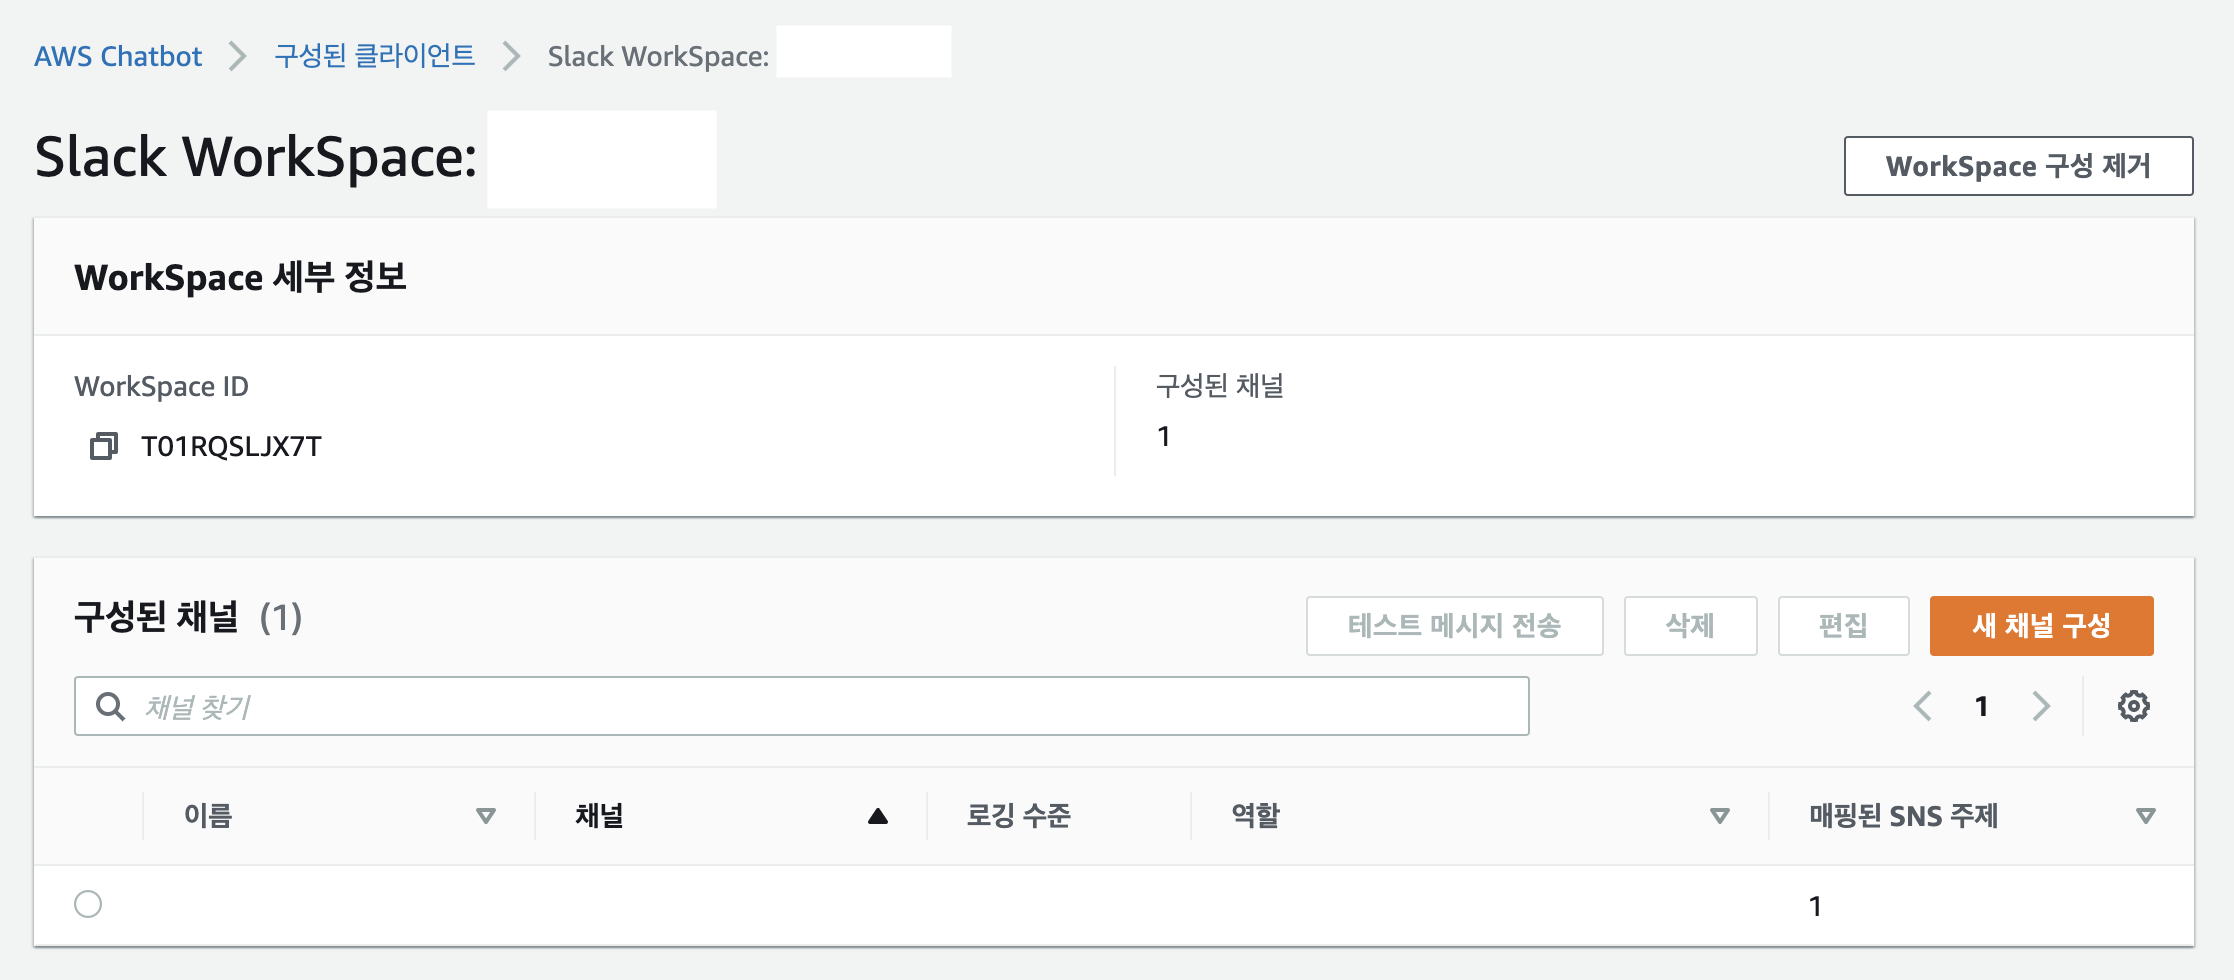 AWS Chatbot > 구성된 클라이언트 > Slack WorkSpace:
Slack WorkSpace:
WorkSpace 구성 제거
WorkSpace 세부 정보
WorkSpace ID
T01RQSLJX7T
구성된 채널
1
구성된 채널 (1)
테스트 메시지 전송 삭제 편집 새 채널 구성
채널 찾기
1
이름 채널 로깅 수준 역할 매핑된 SNS 주제
1